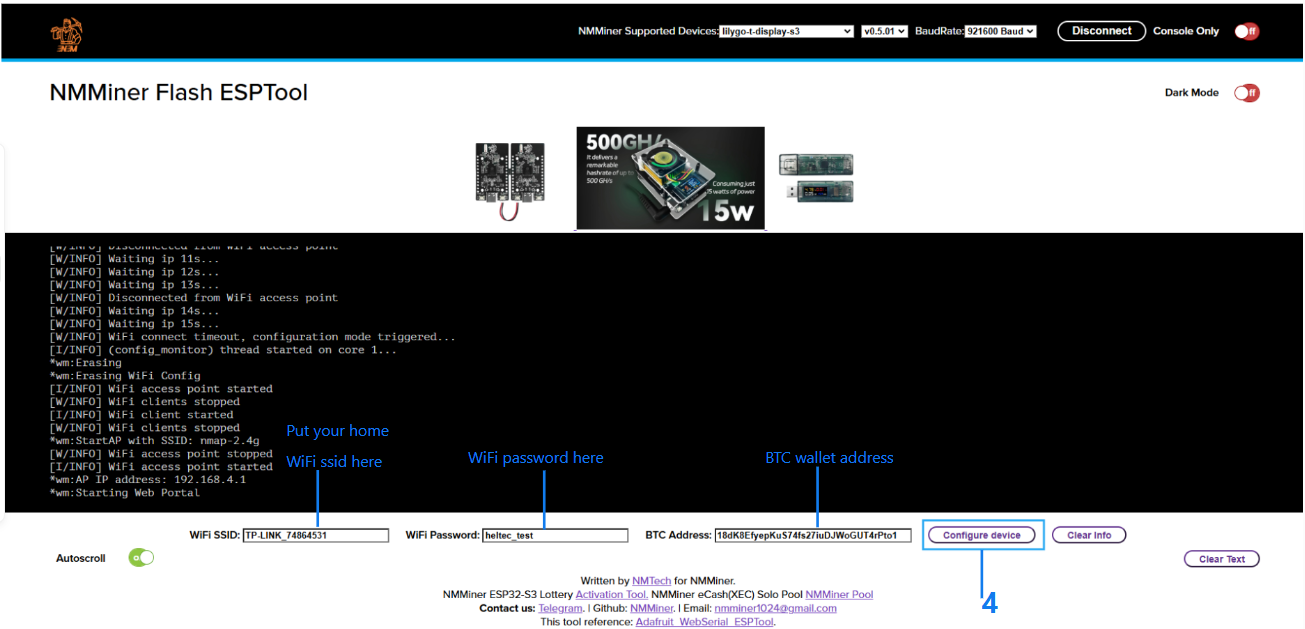 NM
NMMiner Supported Devices: lilygo-t-display-s3 v0.5.01 BaudRate: 921600 Baud Disconnect Console Only off
NMMiner Flash ESPTool
Dark Mode off
500GH/s
It delivers a
remarkable
hashrate of up to
500 GH/s
Consuming just
15 watts of power
15w
[W/INFO] Disconnected from WiFi access point
[W/INFO] Waiting ip 11s...
[W/INFO] Waiting ip 12s...
[W/INFO] Waiting ip 13s...
[W/INFO] Disconnected from WiFi access point
[W/INFO] Waiting ip 14s...
[W/INFO] Waiting ip 15s...
[W/INFO] WiFi connect timeout, configuration mode triggered...
[I/INFO] (config_monitor) thread started on core 1...
*wm:Erasing
*wm:Erasing WiFi Config
[I/INFO] WiFi access point started
[W/INFO] WiFi clients stopped
[I/INFO] WiFi client started
[W/INFO] WiFi clients stopped
*wm:StartAP with SSID: nmap-2.4g
[W/INFO] WiFi access point stopped
[I/INFO] WiFi access point started
*wm:AP IP address: 192.168.4.1
*wm:Starting Web Portal
Put your home
WiFi ssid here
WiFi password here
BTC wallet address
WiFi SSID: TP-LINK_74864531 WiFi Password: heltec_test BTC Address: 18dK8EfyepKuS74fs27iuDJWoGUT4rPto1 Configure device Clear Info
Autoscroll
Clear Text
4
Written by NMTech for NMMiner.
NMMiner ESP32-S3 Lottery Activation Tool. NMMiner eCash(XEC) Solo Pool NMMiner Pool
Contact us: Telegram. | Github: NMMiner. | Email: nmminer1024@gmail.com
This tool reference: Adafruit_WebSerial_ESPTool.